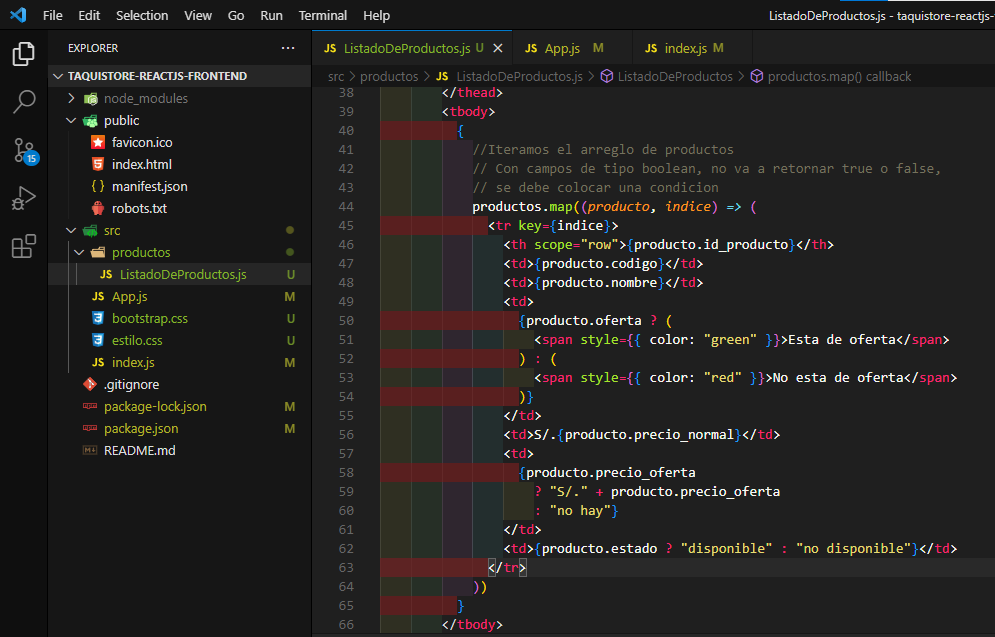 File Edit Selection View Go Run Terminal Help
ListadoDeProductos.js - taquistore-reactjs-
EXPLORER
TAQUISTORE-REACTJS-FRONTEND
node_modules
public
favicon.ico
index.html
manifest.json
robots.txt
src
productos
JS ListadoDeProductos.js U
JS App.js M
bootstrap.css U
estilo.css U
JS index.js M
.gitignore
package-lock.json M
package.json M
README.md
15
JS ListadoDeProductos.js U JS App.js M JS index.js M
src > productos > JS ListadoDeProductos.js > ListadoDeProductos > productos.map() callback
38 </thead>
39 <tbody>
40 {
41 //Iteramos el arreglo de productos
42 // Con campos de tipo boolean, no va a retornar true o false,
43 // se debe colocar una condicion
44 productos.map((producto, indice) => (
45 <tr key={indice}>
46 <th scope="row">{producto.id_producto}</th>
47 <td>{producto.codigo}</td>
48 <td>{producto.nombre}</td>
49 <td>
50 {producto.oferta ? (
51 <span style={{ color: "green" }}>Esta de oferta</span>
52 ) : (
53 <span style={{ color: "red" }}>No esta de oferta</span>
54 )}
55 </td>
56 <td>S/.{producto.precio_normal}</td>
57 <td>
58 {producto.precio_oferta
59 ? "S/." + producto.precio_oferta
60 : "no hay"}
61 </td>
62 <td>{producto.estado ? "disponible" : "no disponible"}</td>
63 </tr>
64 ))
65 }
66 </tbody>